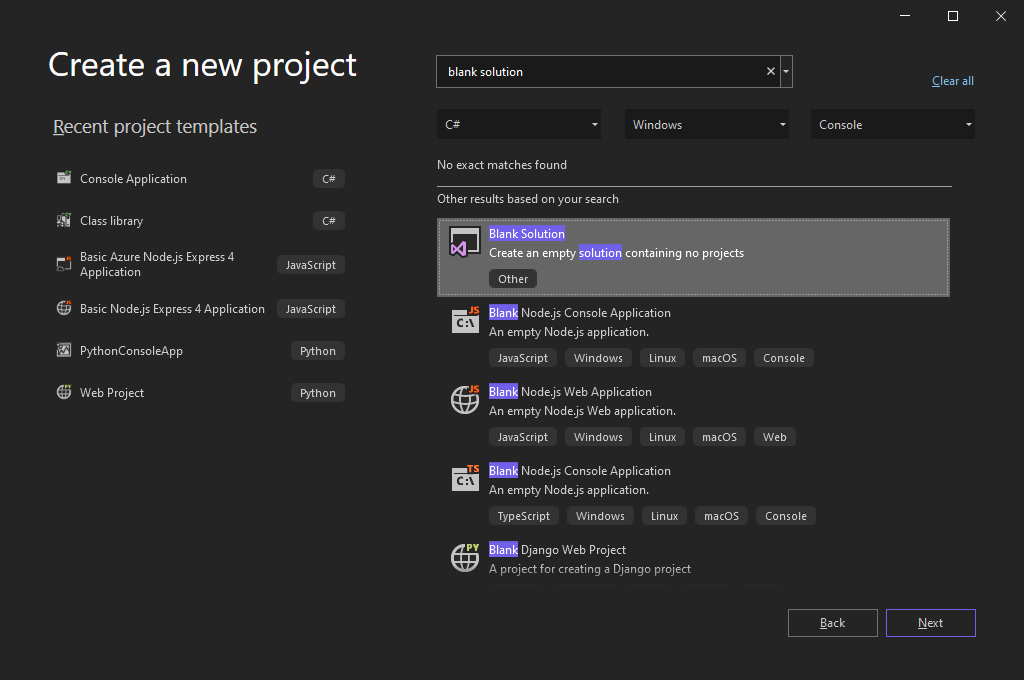 Create a new project
Recent project templates
Console Application
C#
Class library
C#
Basic Azure Node.js Express 4
Application
JavaScript
Basic Node.js Express 4 Application
JavaScript
PythonConsoleApp
Python
Web Project
Python
blank solution
Clear all
C#
Windows
Console
No exact matches found
Other results based on your search
Blank Solution
Create an empty solution containing no projects
Other
JS
C:\
Blank Node.js Console Application
An empty Node.js application.
JavaScript Windows Linux macOS Console
JS
Blank Node.js Web Application
An empty Node.js Web application.
JavaScript Windows Linux macOS Web
TS
C:\
Blank Node.js Console Application
An empty Node.js application.
TypeScript Windows Linux macOS Console
PY
Blank Django Web Project
A project for creating a Django project
Back
Next